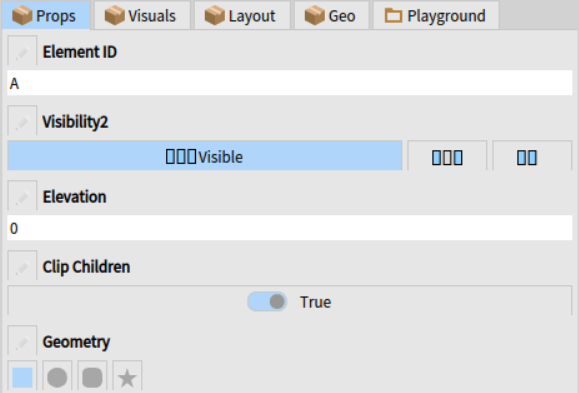 Props Visuals Layout Geo Playground
Element ID
A
Visibility2
Visible
Elevation
0
Clip Children
True
Geometry